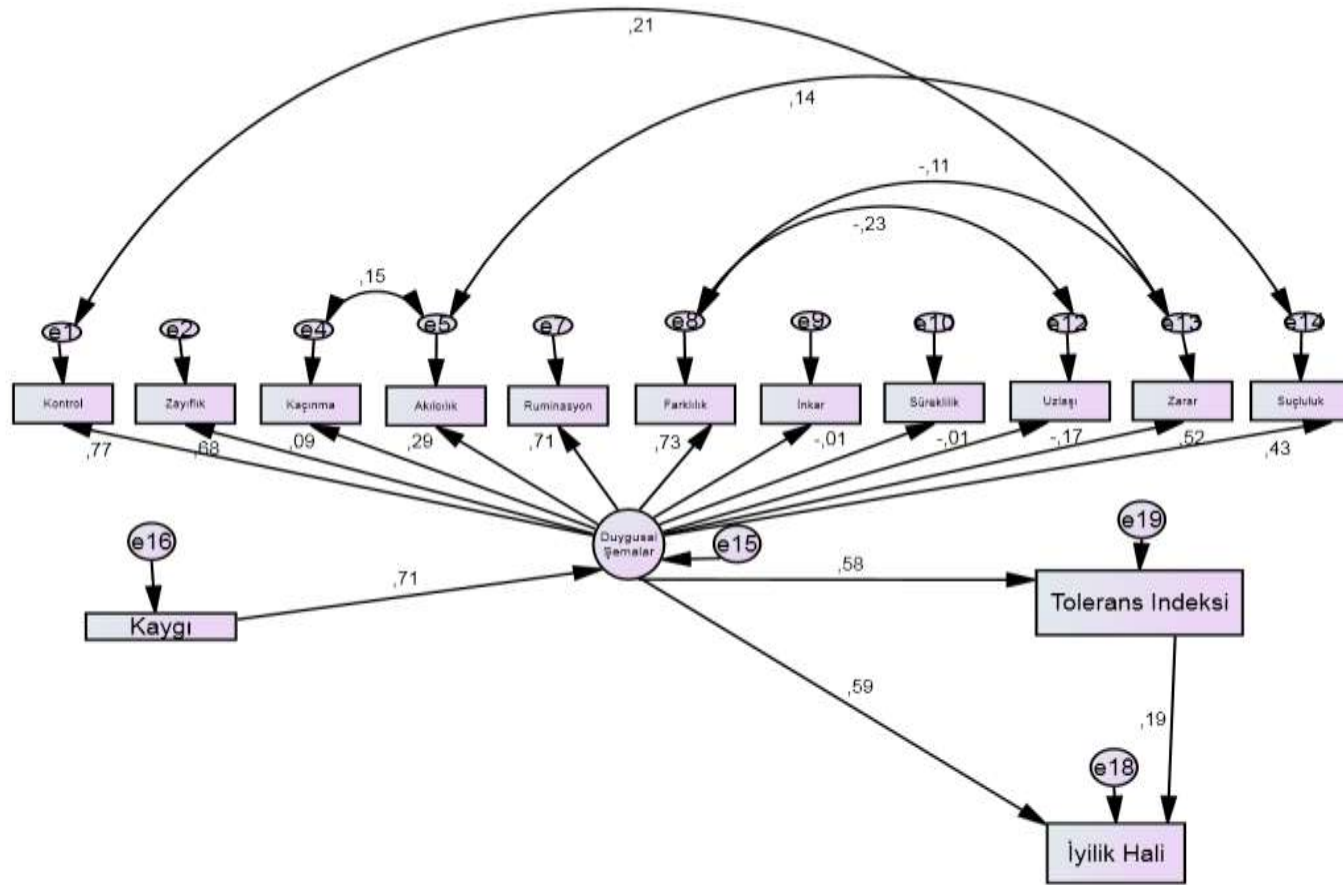 ,21
,14
-,11
-,23
,15
e1
e2
e4
e5
e7
e8
e9
e10
e12
e13
e14
Kontrol
Zayıflık
Kaçınma
Akılcılık
Ruminasyon
Farklılık
İnkar
Süreklilik
Uzlaşı
Zarar
Suçluluk
,77
,68
,09
,29
,71
,73
-,01
-,01
-,17
,52
,43
e16
Duygusal
Şemalar
e15
e19
,71
,58
Kaygı
Tolerans Indeksi
,59
,19
e18
İyilik Hali